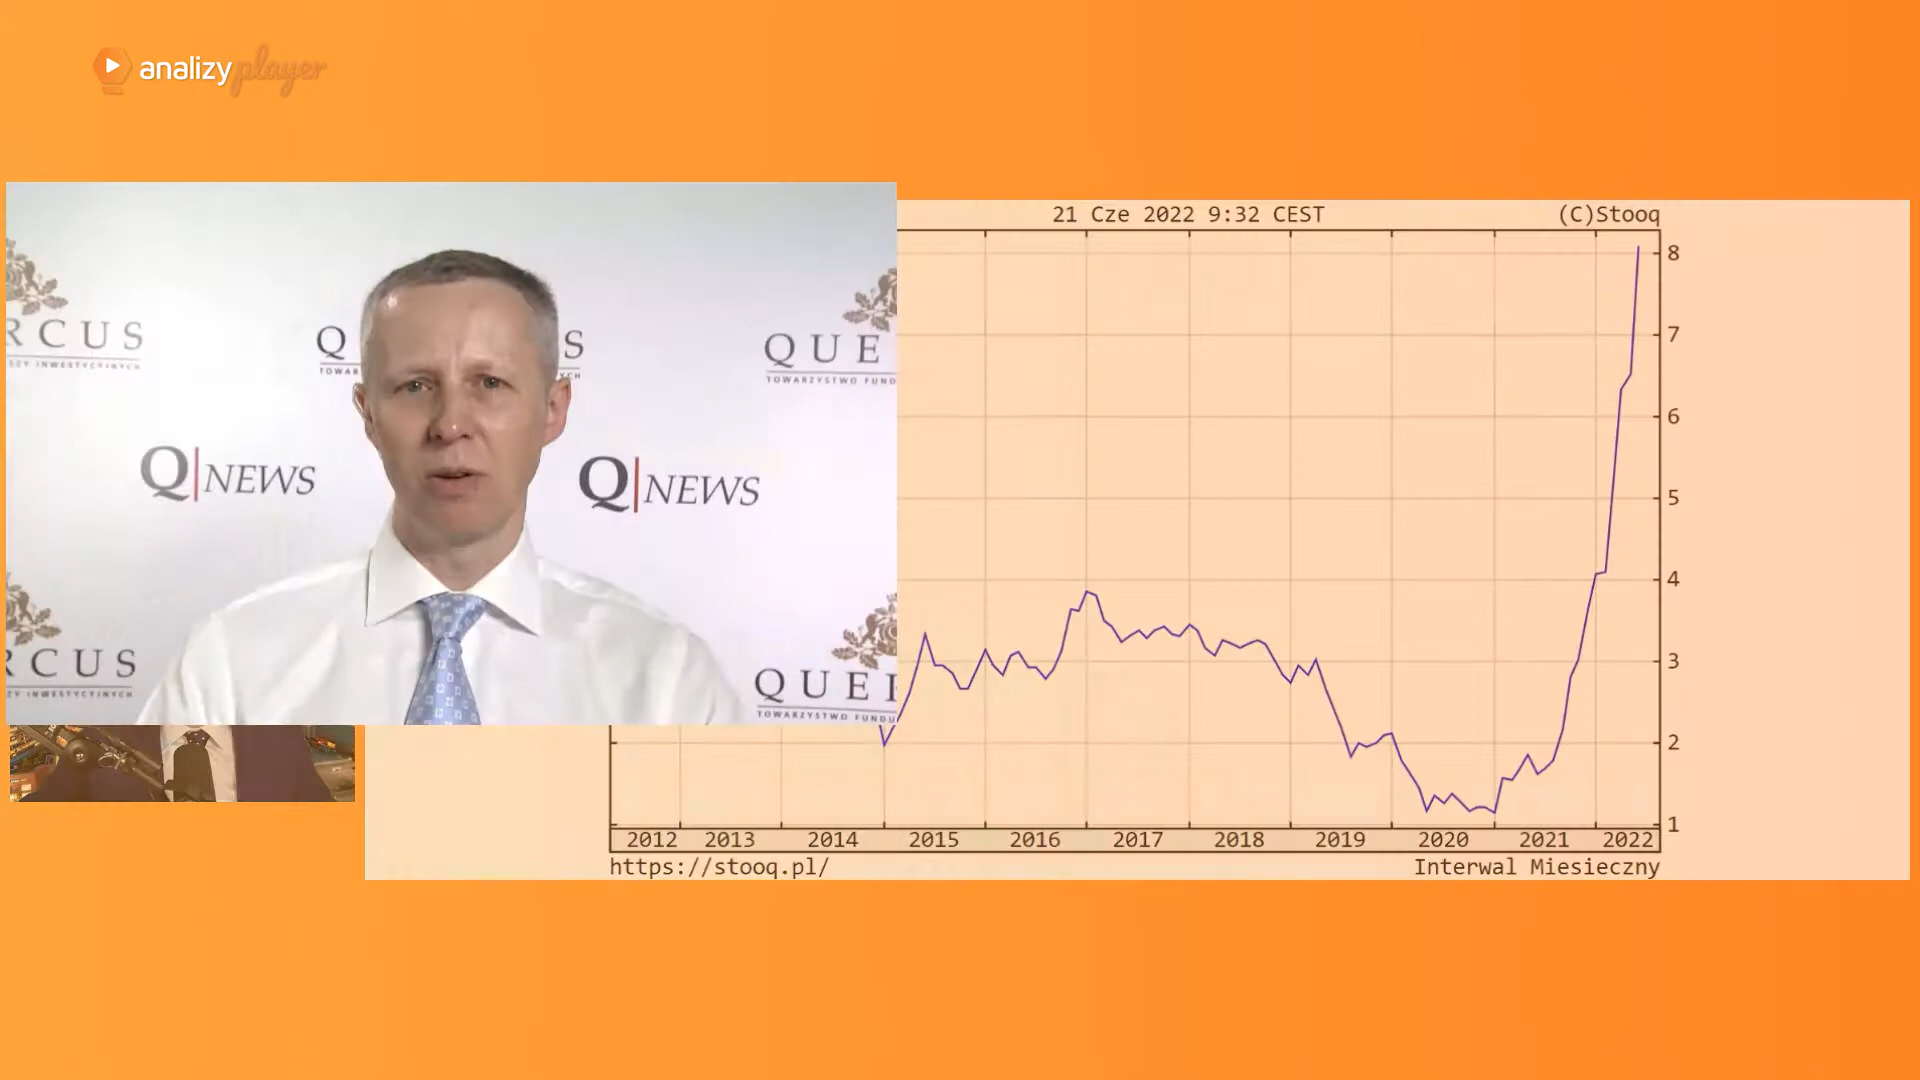 analizyplayer
21 Cze 2022 9:32 CEST
(C)Stooq
RCUS
Q S
QUE
TOWARZYSTWO FUND
Q|NEWS
Q|NEWS
RCUS
QUE
TOWARZYSTWO FUNDU
8
7
6
5
4
3
2
1
2012 2013 2014 2015 2016 2017 2018 2019 2020 2021 2022
https://stooq.pl/
Interwal Miesieczny